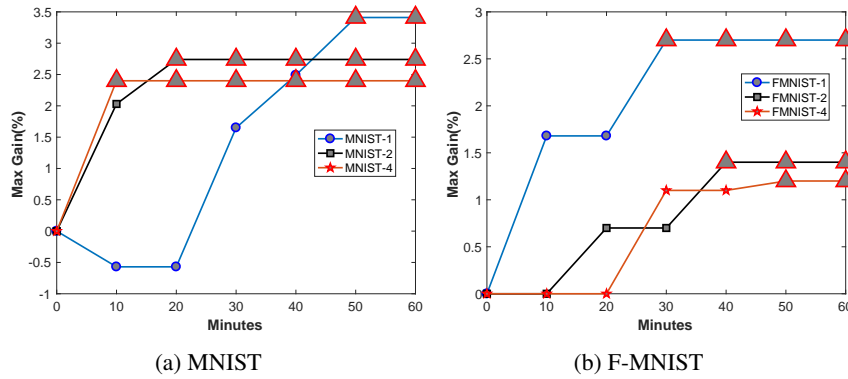 3.5
3
2.5
2
1.5
1
0.5
0
-0.5
-1
Max Gain(%)
0 10 20 30 40 50 60
Minutes
MNIST-1
MNIST-2
MNIST-4
(a) MNIST
3
2.5
2
1.5
1
0.5
0
Max Gain(%)
0 10 20 30 40 50 60
Minutes
FMNIST-1
FMNIST-2
FMNIST-4
(b) F-MNIST